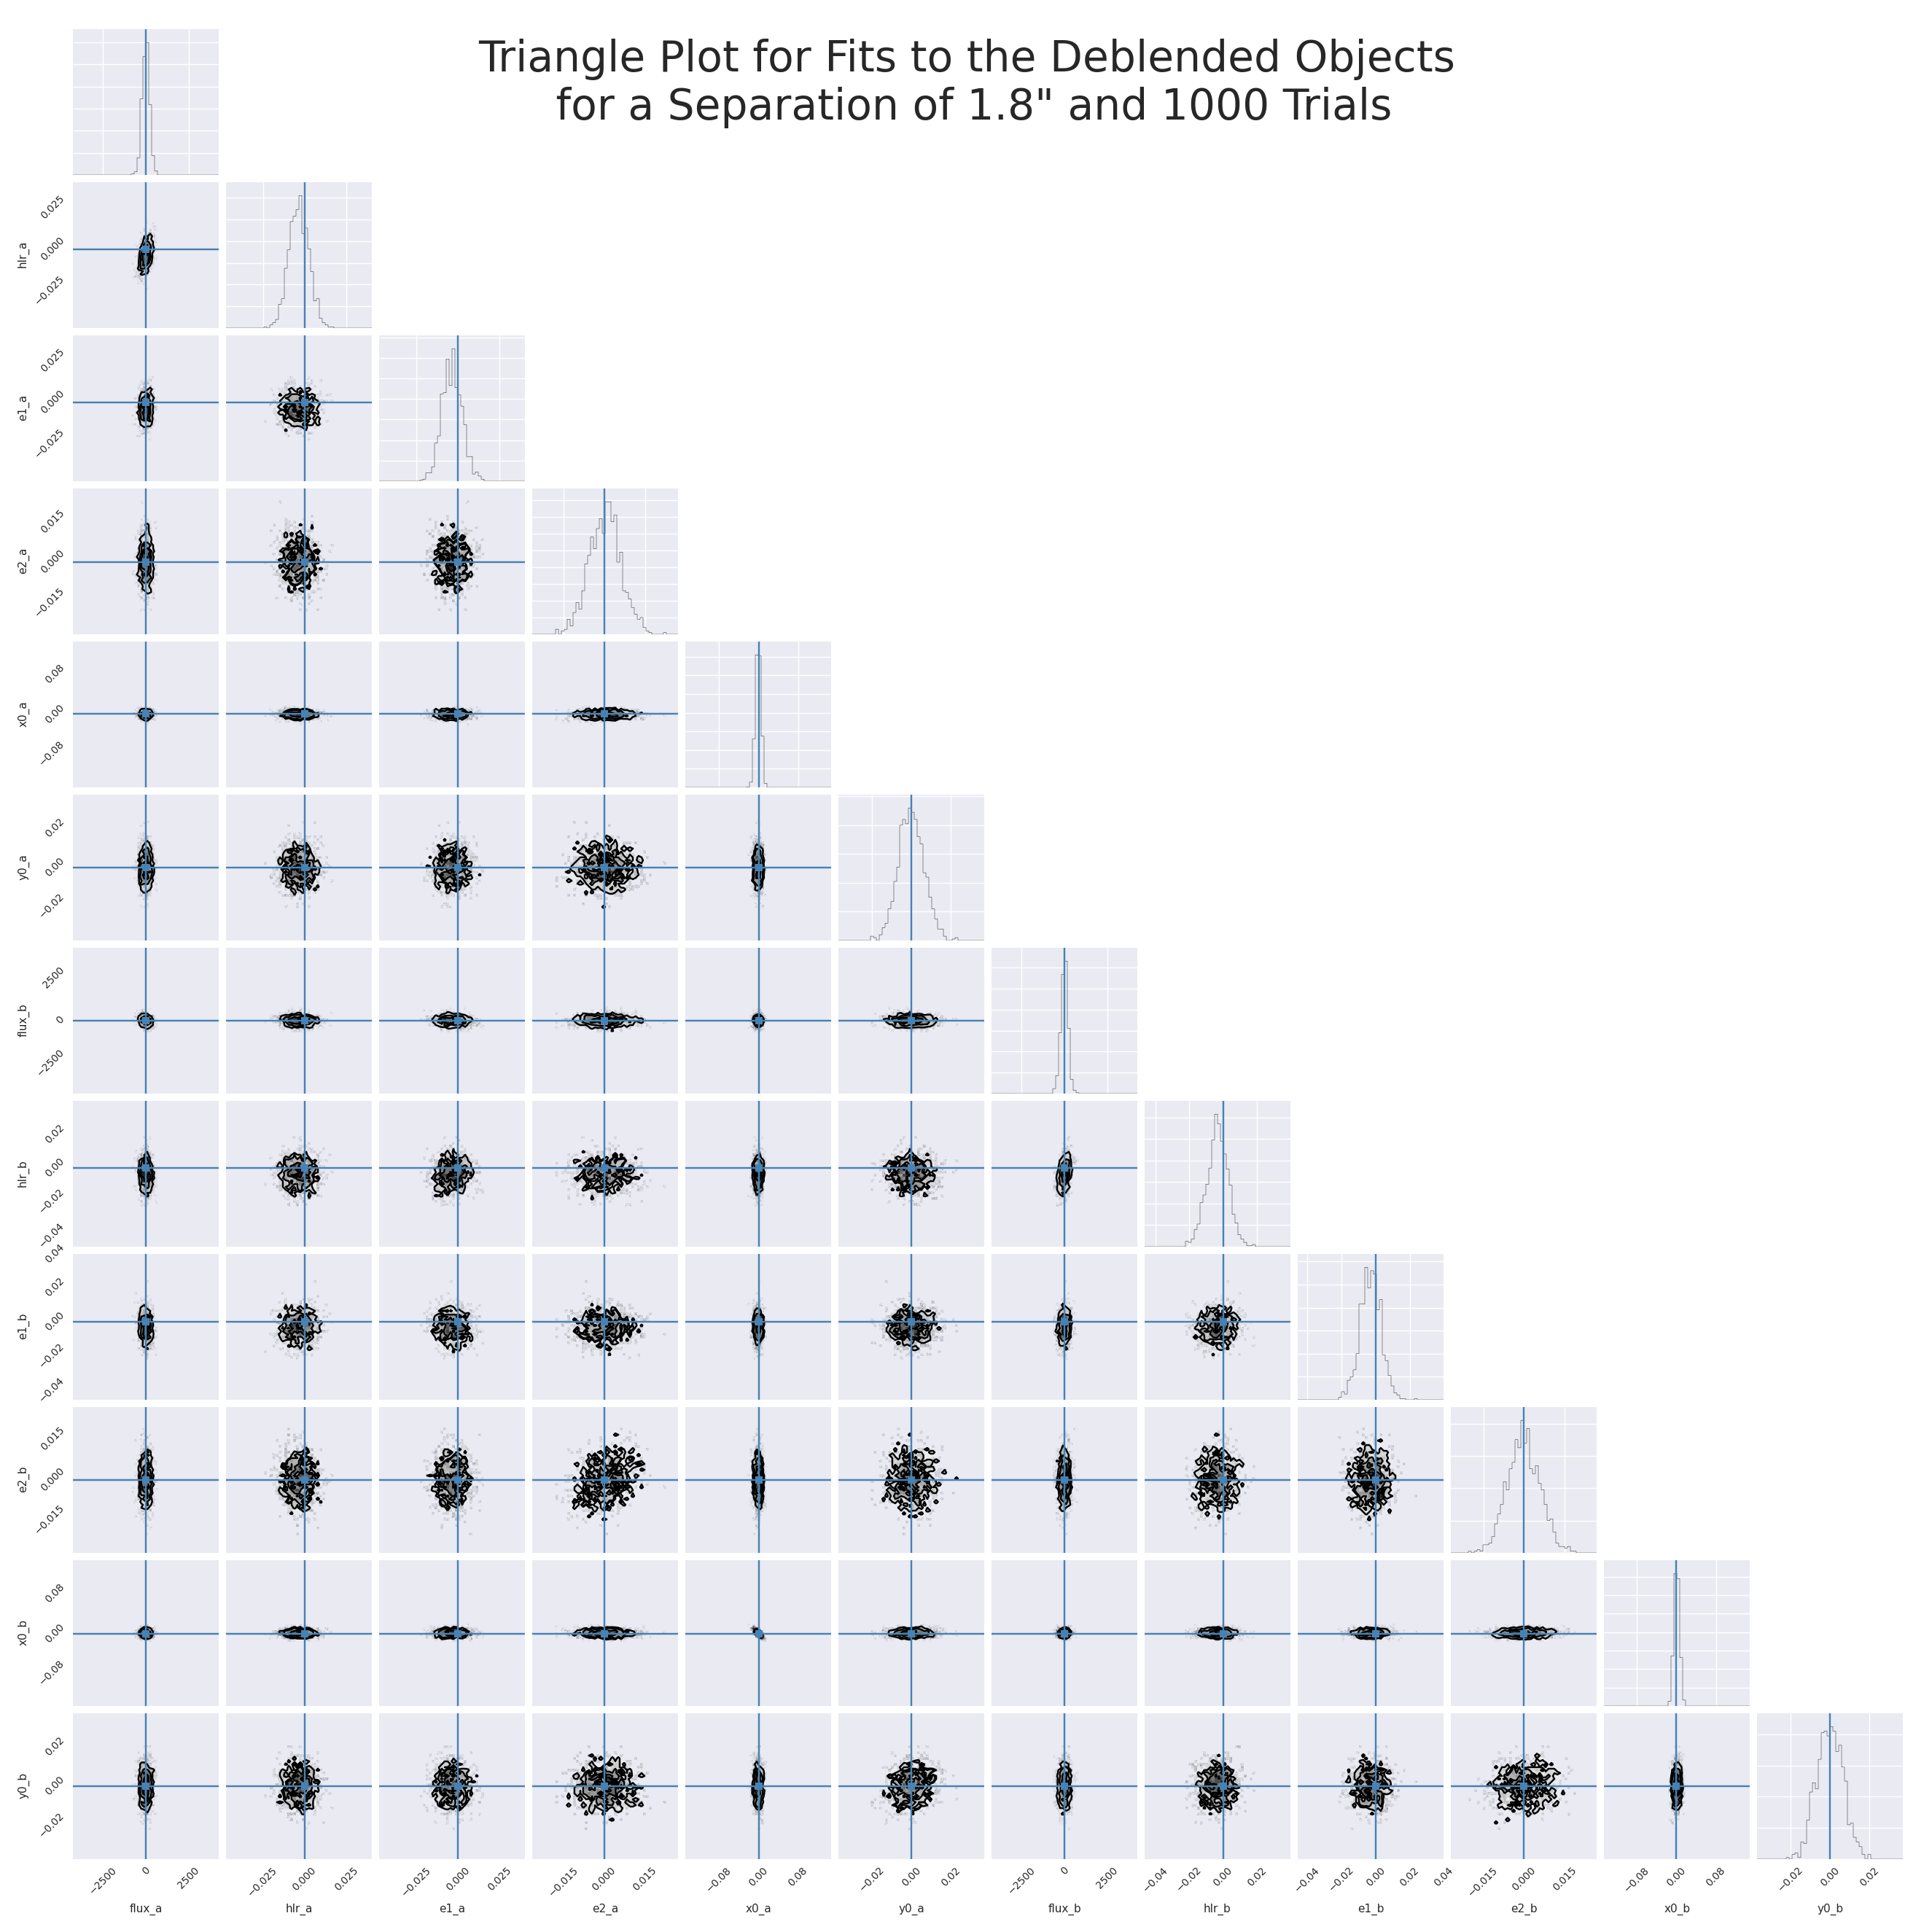 Triangle Plot for Fits to the Deblended Objects
for a Separation of 1.8" and 1000 Trials
hlr_a
0.025
0.000
−0.025
e1_a
0.025
0.000
−0.025
e2_a
0.015
0.000
−0.015
x0_a
0.08
0.00
−0.08
y0_a
0.02
0.00
−0.02
flux_b
2500
0
−2500
hlr_b
0.02
0.00
−0.02
−0.04
e1_b
0.04
0.02
0.00
−0.02
−0.04
e2_b
0.015
0.000
−0.015
x0_b
0.08
0.00
−0.08
y0_b
0.02
0.00
−0.02
−2500 0 2500 −0.025 0.000 0.025 −0.025 0.000 0.025 −0.015 0.000 0.015 −0.08 0.00 0.08 −0.02 0.00 0.02 −2500 0 2500 −0.04 −0.02 0.00 0.02 −0.04 −0.02 0.00 0.02 0.04 −0.015 0.000 0.015 −0.08 0.00 0.08 −0.02 0.00 0.02
flux_a hlr_a e1_a e2_a x0_a y0_a flux_b hlr_b e1_b e2_b x0_b y0_b